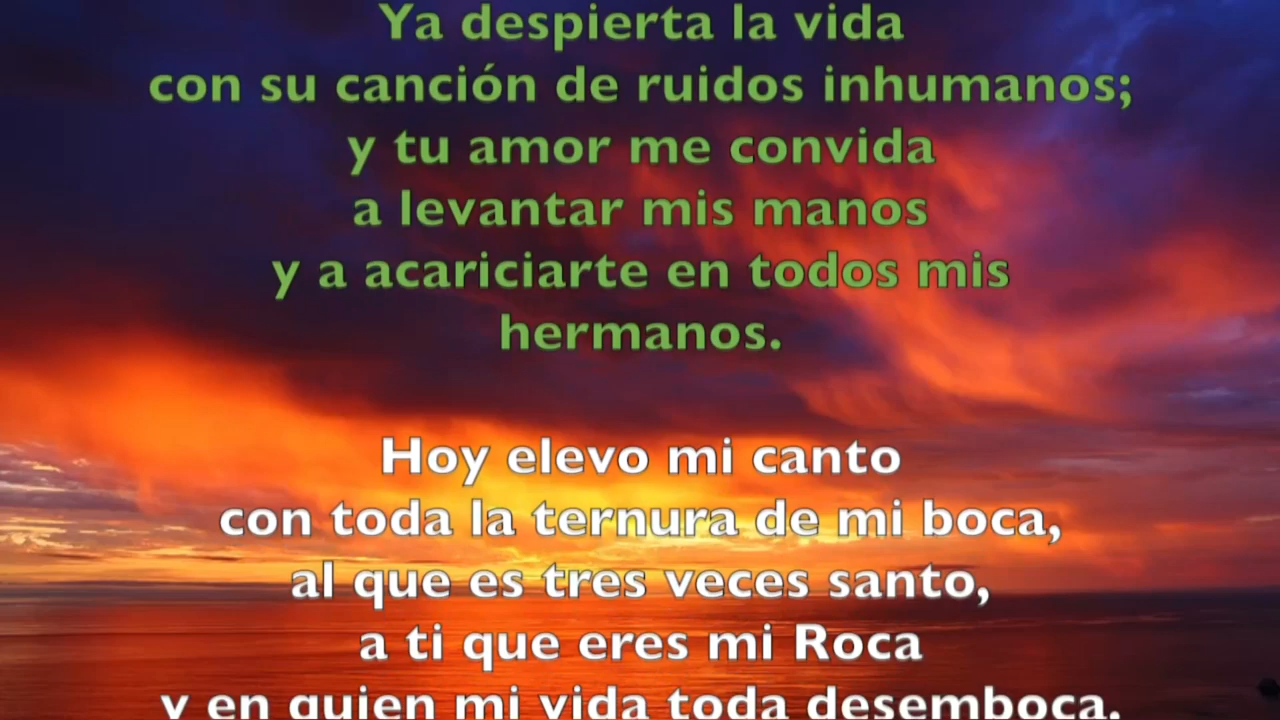 Ya despierta la vida
con su canción de ruidos inhumanos;
y tu amor me convida
a levantar mis manos
y a acariciarte en todos mis
hermanos.
Hoy elevo mi canto
con toda la ternura de mi boca,
al que es tres veces santo,
a ti que eres mi Roca
y en quien mi vida toda desemboca.